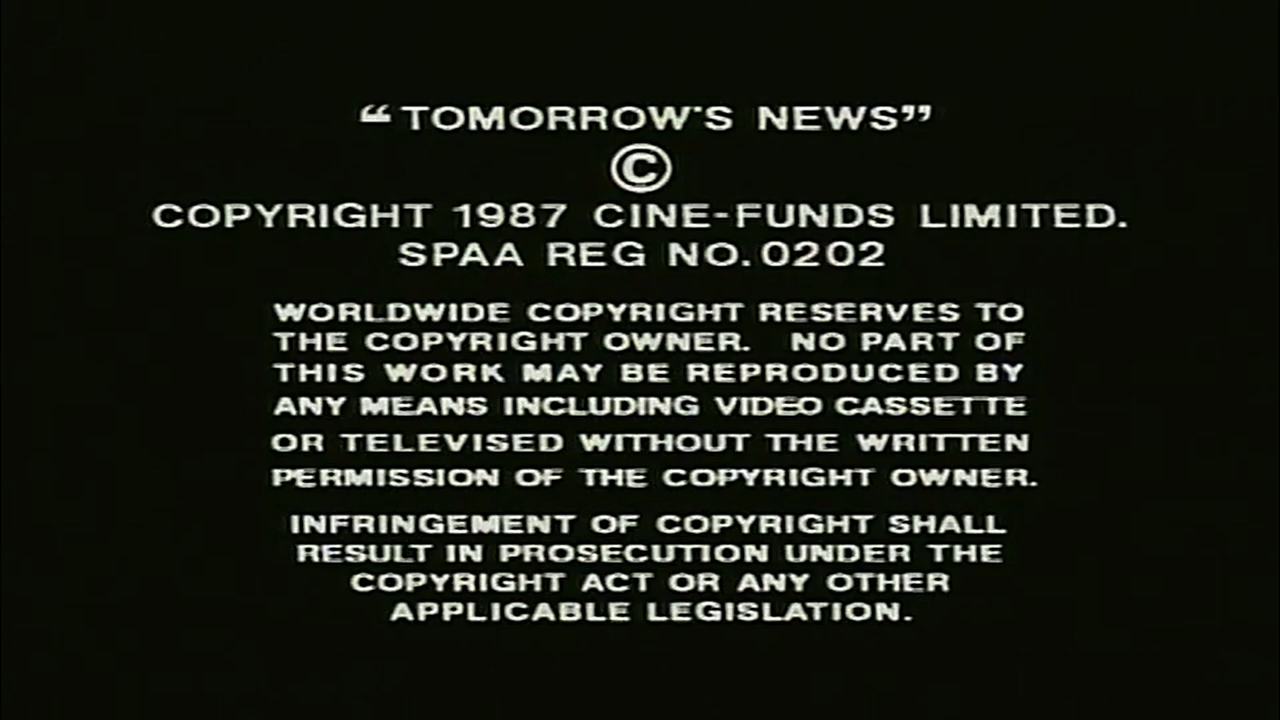 “TOMORROW'S NEWS”
©
COPYRIGHT 1987 CINE-FUNDS LIMITED.
SPAA REG NO. 0202
WORLDWIDE COPYRIGHT RESERVES TO
THE COPYRIGHT OWNER. NO PART OF
THIS WORK MAY BE REPRODUCED BY
ANY MEANS INCLUDING VIDEO CASSETTE
OR TELEVISED WITHOUT THE WRITTEN
PERMISSION OF THE COPYRIGHT OWNER.
INFRINGEMENT OF COPYRIGHT SHALL
RESULT IN PROSECUTION UNDER THE
COPYRIGHT ACT OR ANY OTHER
APPLICABLE LEGISLATION.